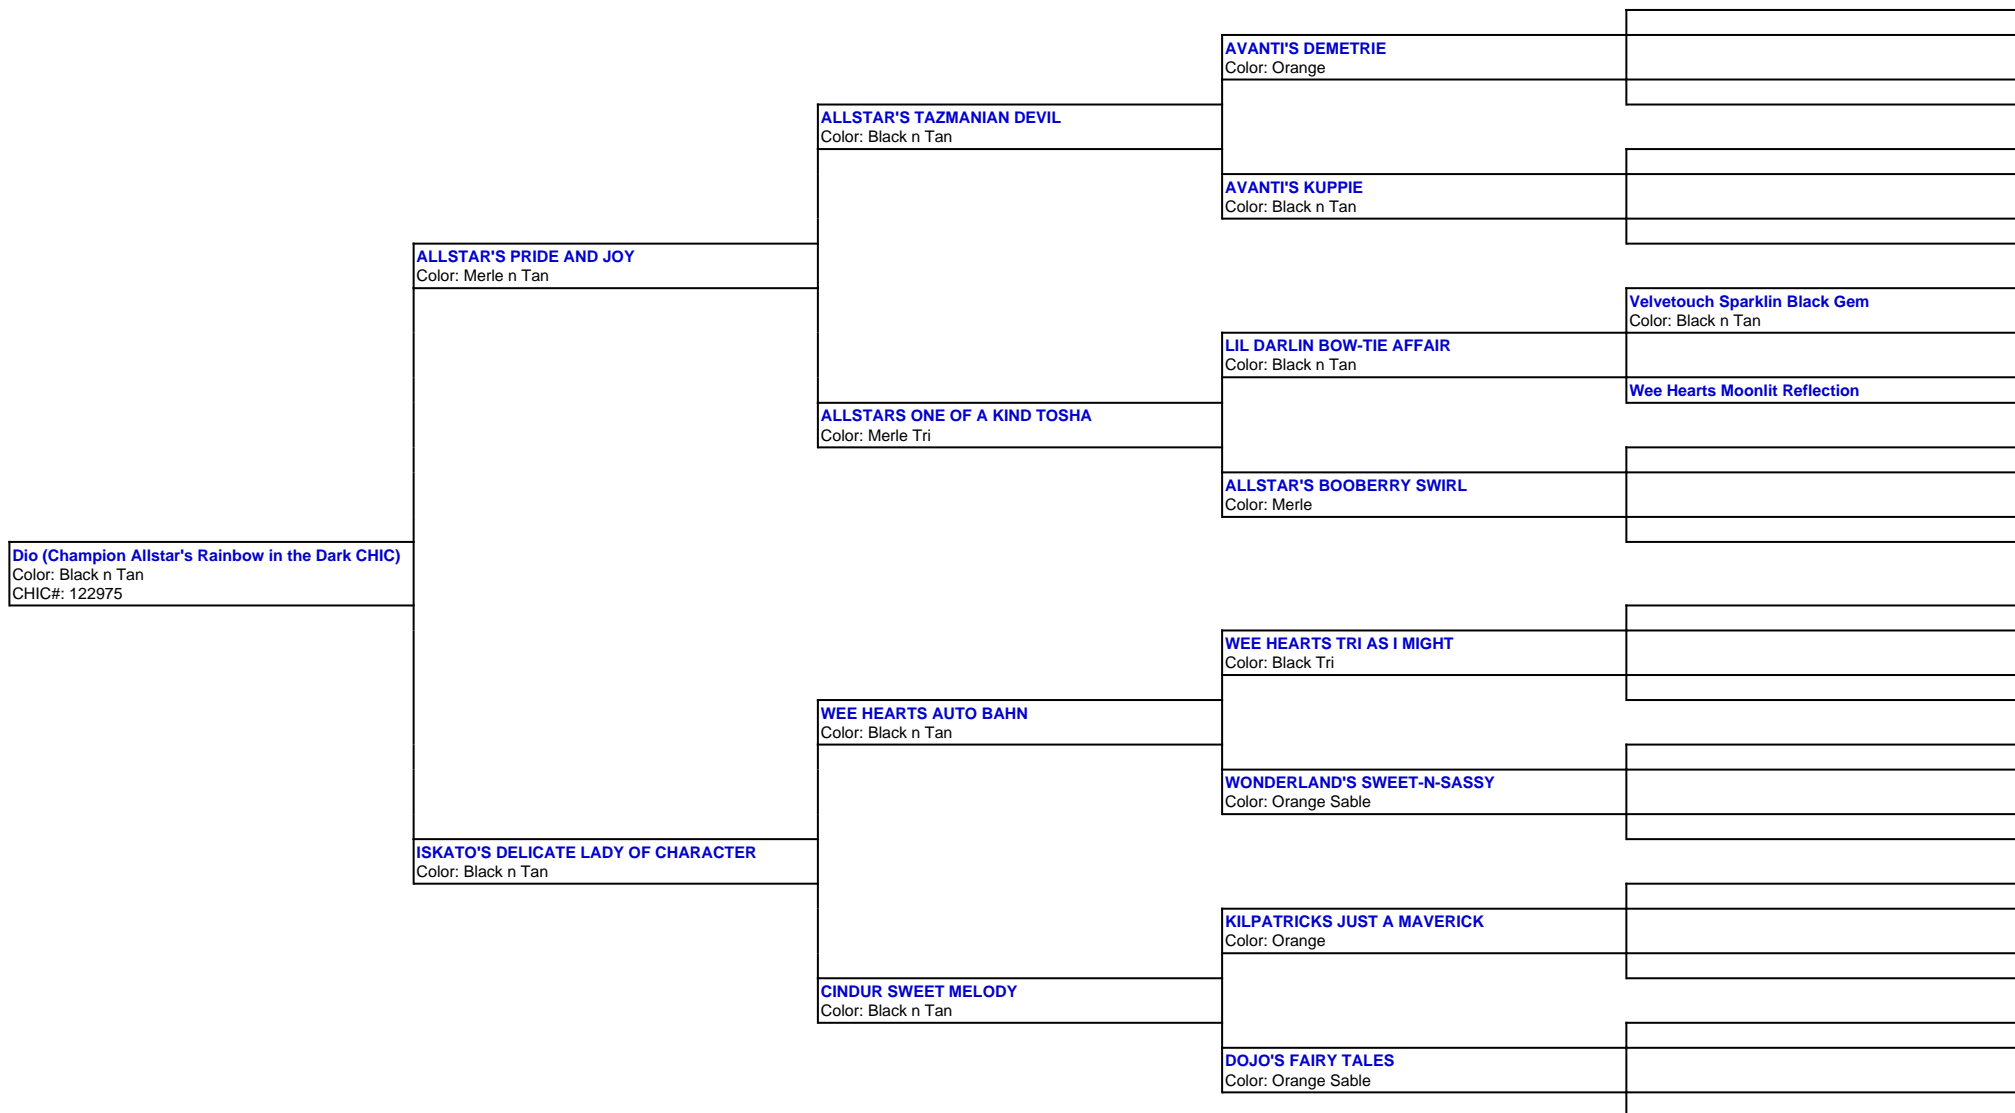 AVANTI'S DEMETRIE
Color: Orange
ALLSTAR'S TAZMANIAN DEVIL
Color: Black n Tan
AVANTI'S KUPPIE
Color: Black n Tan
ALLSTAR'S PRIDE AND JOY
Color: Merle n Tan
Velvetouch Sparklin Black Gem
Color: Black n Tan
LIL DARLIN BOW-TIE AFFAIR
Color: Black n Tan
Wee Hearts Moonlit Reflection
ALLSTARS ONE OF A KIND TOSHA
Color: Merle Tri
ALLSTAR'S BOOBERRY SWIRL
Color: Merle
Dio (Champion Allstar's Rainbow in the Dark CHIC)
Color: Black n Tan
CHIC#: 122975
WEE HEARTS TRI AS I MIGHT
Color: Black Tri
WEE HEARTS AUTO BAHN
Color: Black n Tan
WONDERLAND'S SWEET-N-SASSY
Color: Orange Sable
ISKATO'S DELICATE LADY OF CHARACTER
Color: Black n Tan
KILPATRICKS JUST A MAVERICK
Color: Orange
CINDUR SWEET MELODY
Color: Black n Tan
DOJO'S FAIRY TALES
Color: Orange Sable